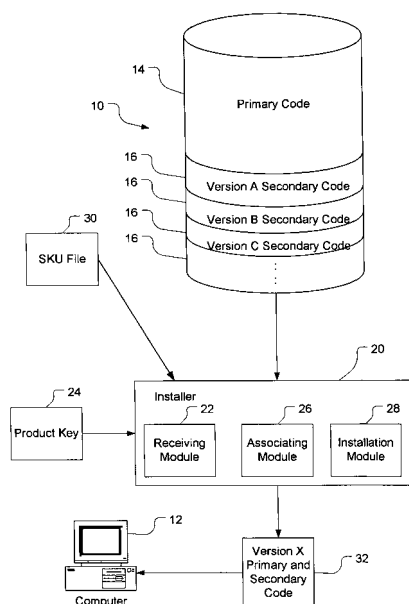 14
Primary Code
10
16
Version A Secondary Code
16
Version B Secondary Code
16
Version C Secondary Code
16
30
SKU File
20
Installer
24
Product Key
22
Receiving
Module
26
Associating
Module
28
Installation
Module
12
Computer
Version X
Primary and
Secondary
Code
32